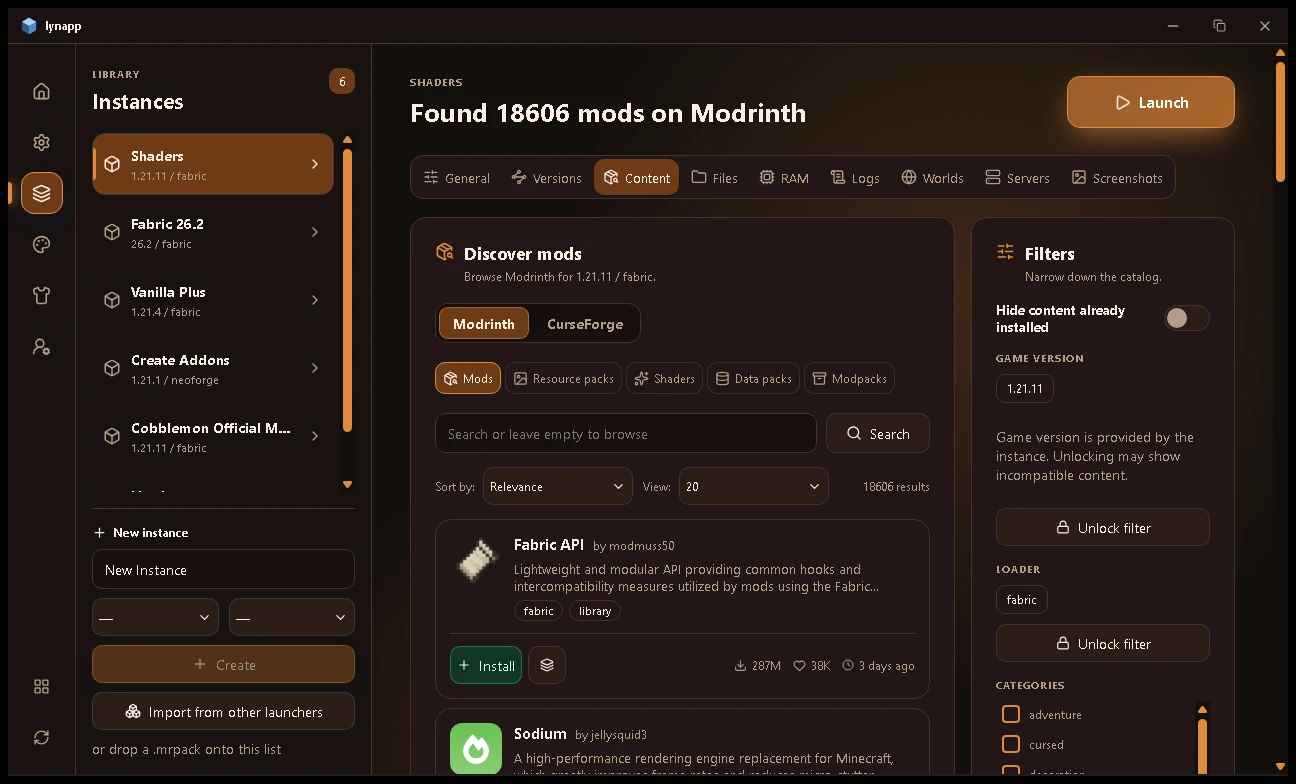 lynapp
LIBRARY
Instances
6
Shaders
1.21.11 / fabric
Fabric 26.2
26.2 / fabric
Vanilla Plus
1.21.4 / fabric
Create Addons
1.21.1 / neoforge
Cobblemon Official M...
1.21.11 / fabric
New instance
New Instance
—
—
Create
Import from other launchers
or drop a .mrpack onto this list
SHADERS
Found 18606 mods on Modrinth
Launch
General
Versions
Content
Files
RAM
Logs
Worlds
Servers
Screenshots
Discover mods
Browse Modrinth for 1.21.11 / fabric.
Modrinth
CurseForge
Mods
Resource packs
Shaders
Data packs
Modpacks
Search or leave empty to browse
Search
Sort by:
Relevance
View:
20
18606 results
Fabric API by modmuss50
Lightweight and modular API providing common hooks and
intercompatibility measures utilized by mods using the Fabric...
fabric
library
Install
287M
38K
3 days ago
Sodium by jellysquid3
A high-performance rendering engine replacement for Minecraft,
Filters
Narrow down the catalog.
Hide content already
installed
GAME VERSION
1.21.11
Game version is provided by the
instance. Unlocking may show
incompatible content.
Unlock filter
LOADER
fabric
Unlock filter
CATEGORIES
adventure
cursed